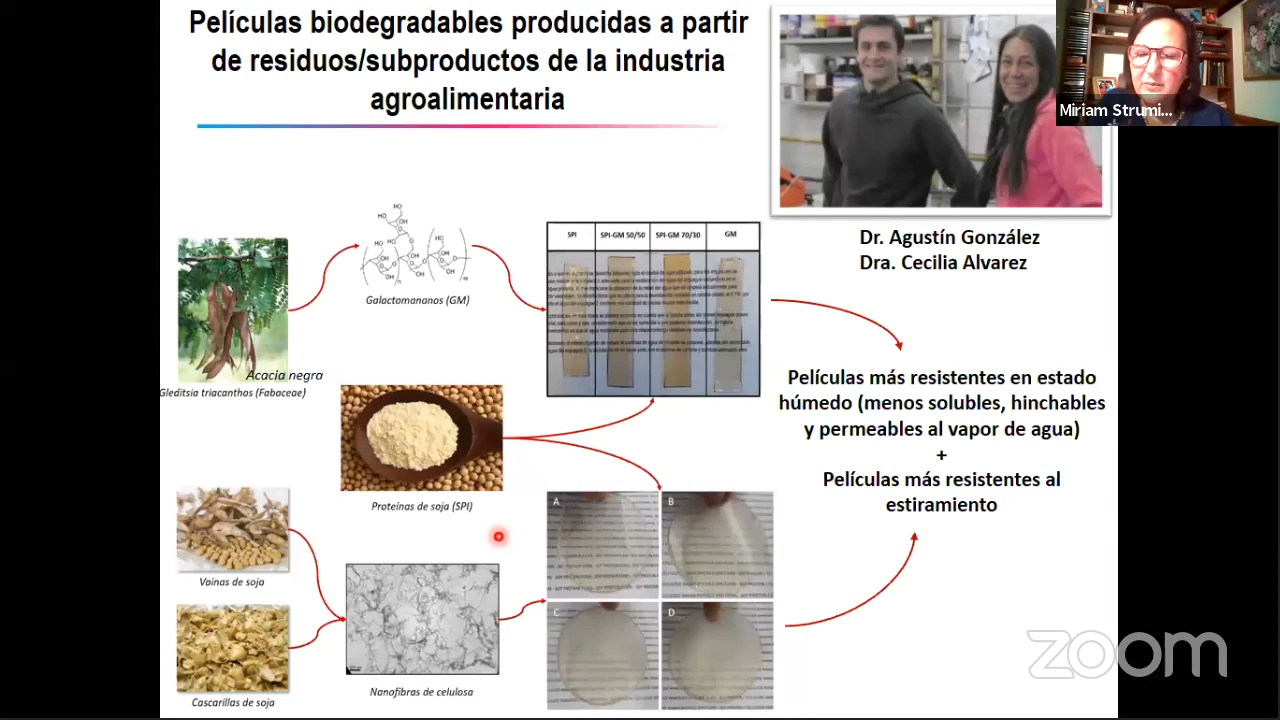 Películas biodegradables producidas a partir
de residuos/subproductos de la industria
agroalimentaria
Miriam Strumi...
Dr. Agustín González
Dra. Cecilia Alvarez
Galactomananos (GM)
SPI
SPI-GM 50/50
SPI-GM 70/30
GM
Acacia negra
Gleditsia triacanthos (Fabaceae)
Proteínas de soja (SPI)
Películas más resistentes en estado
húmedo (menos solubles, hinchables
y permeables al vapor de agua)
+
Películas más resistentes al
estiramiento
Vainas de soja
Cascarillas de soja
Nanofibras de celulosa
A
B
C
D
zoom